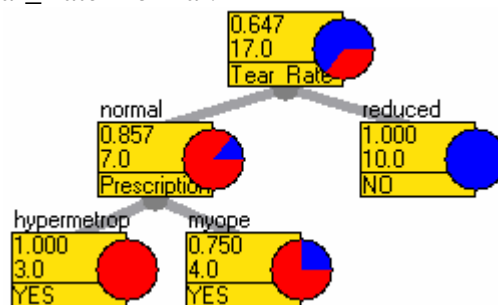 0.647
17.0
Tear Rate
normal
reduced
0.857
7.0
Prescription
1.000
10.0
NO
hypermetrop
myope
1.000
3.0
YES
0.750
4.0
YES